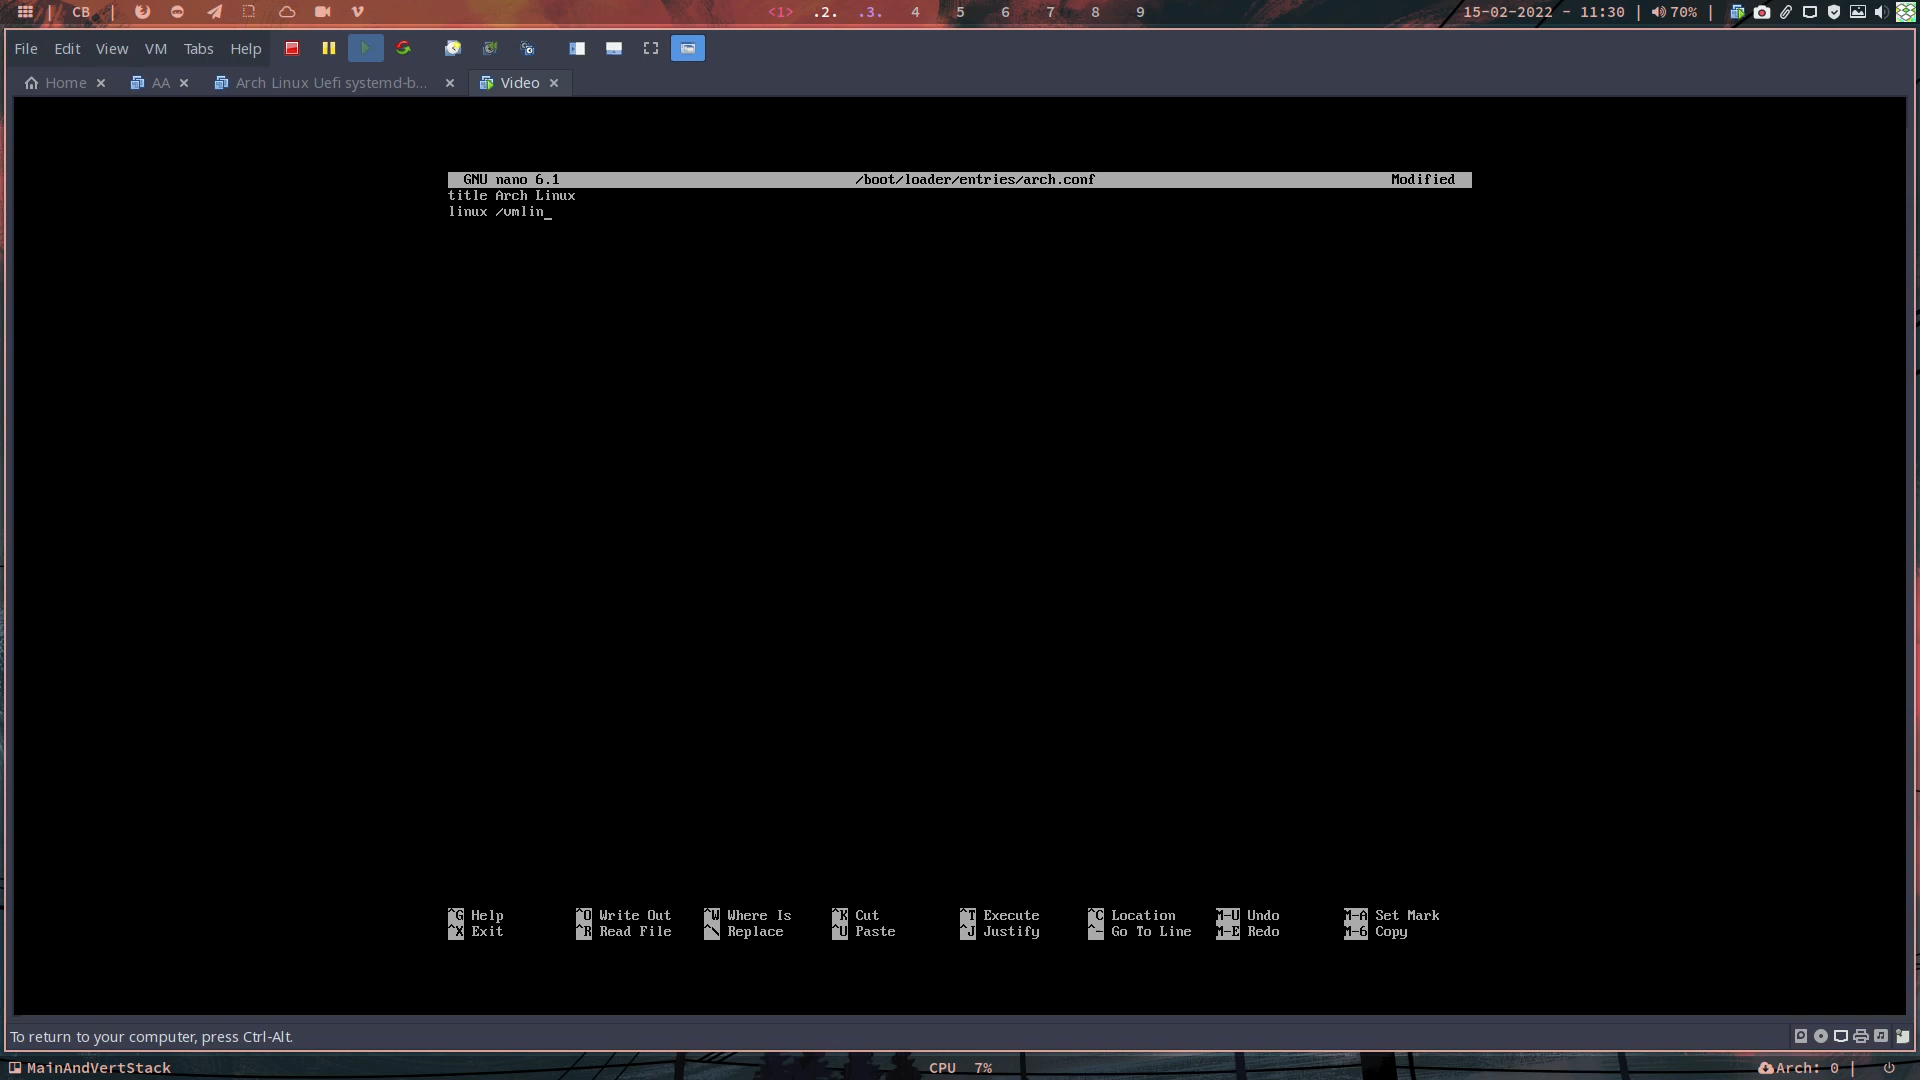 CB <1> .2. .3. 4 5 6 7 8 9 15-02-2022 - 11:30 | 70% |
File Edit View VM Tabs Help
Home AA Arch Linux Uefi systemd-b... Video
GNU nano 6.1 /boot/loader/entries/arch.conf Modified
title Arch Linux
linux /vmlin_
^G Help ^O Write Out ^W Where Is ^K Cut ^T Execute ^C Location M-U Undo M-A Set Mark
^X Exit ^R Read File ^\ Replace ^U Paste ^J Justify ^- Go To Line M-E Redo M-6 Copy
To return to your computer, press Ctrl-Alt.
MainAndVertStack CPU 7% Arch: 0 |